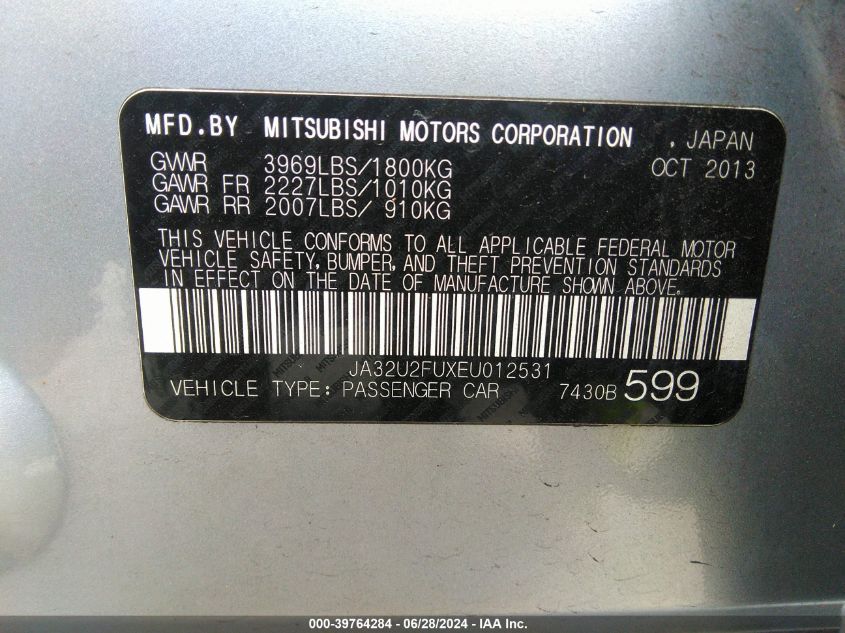 MFD.BY MITSUBISHI MOTORS CORPORATION , JAPAN
GVWR 3969LBS/1800KG OCT 2013
GAWR FR 2227LBS/1010KG
GAWR RR 2007LBS/ 910KG
THIS VEHICLE CONFORMS TO ALL APPLICABLE FEDERAL MOTOR
VEHICLE SAFETY, BUMPER, AND THEFT PREVENTION STANDARDS
IN EFFECT ON THE DATE OF MANUFACTURE SHOWN ABOVE.
JA32U2FUXEU012531
VEHICLE TYPE: PASSENGER CAR 7430B 599
000-39764284 - 06/28/2024 - IAA Inc.